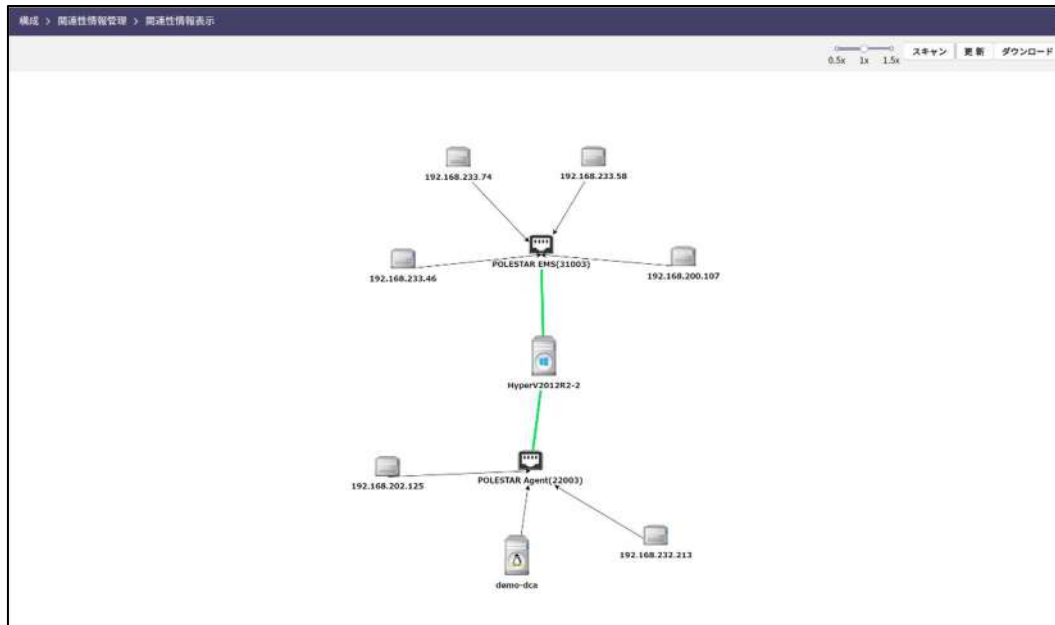 構成 > 関連性情報管理 > 関連性情報表示
0.5x 1x 1.5x スキャン 更新 ダウンロード
192.168.233.74 192.168.233.58
POLESTAR EMS(31003)
192.168.233.46 192.168.200.107
HyperV2012R2-2
192.168.202.125 POLESTAR Agent(22003)
192.168.232.213
demo-dca